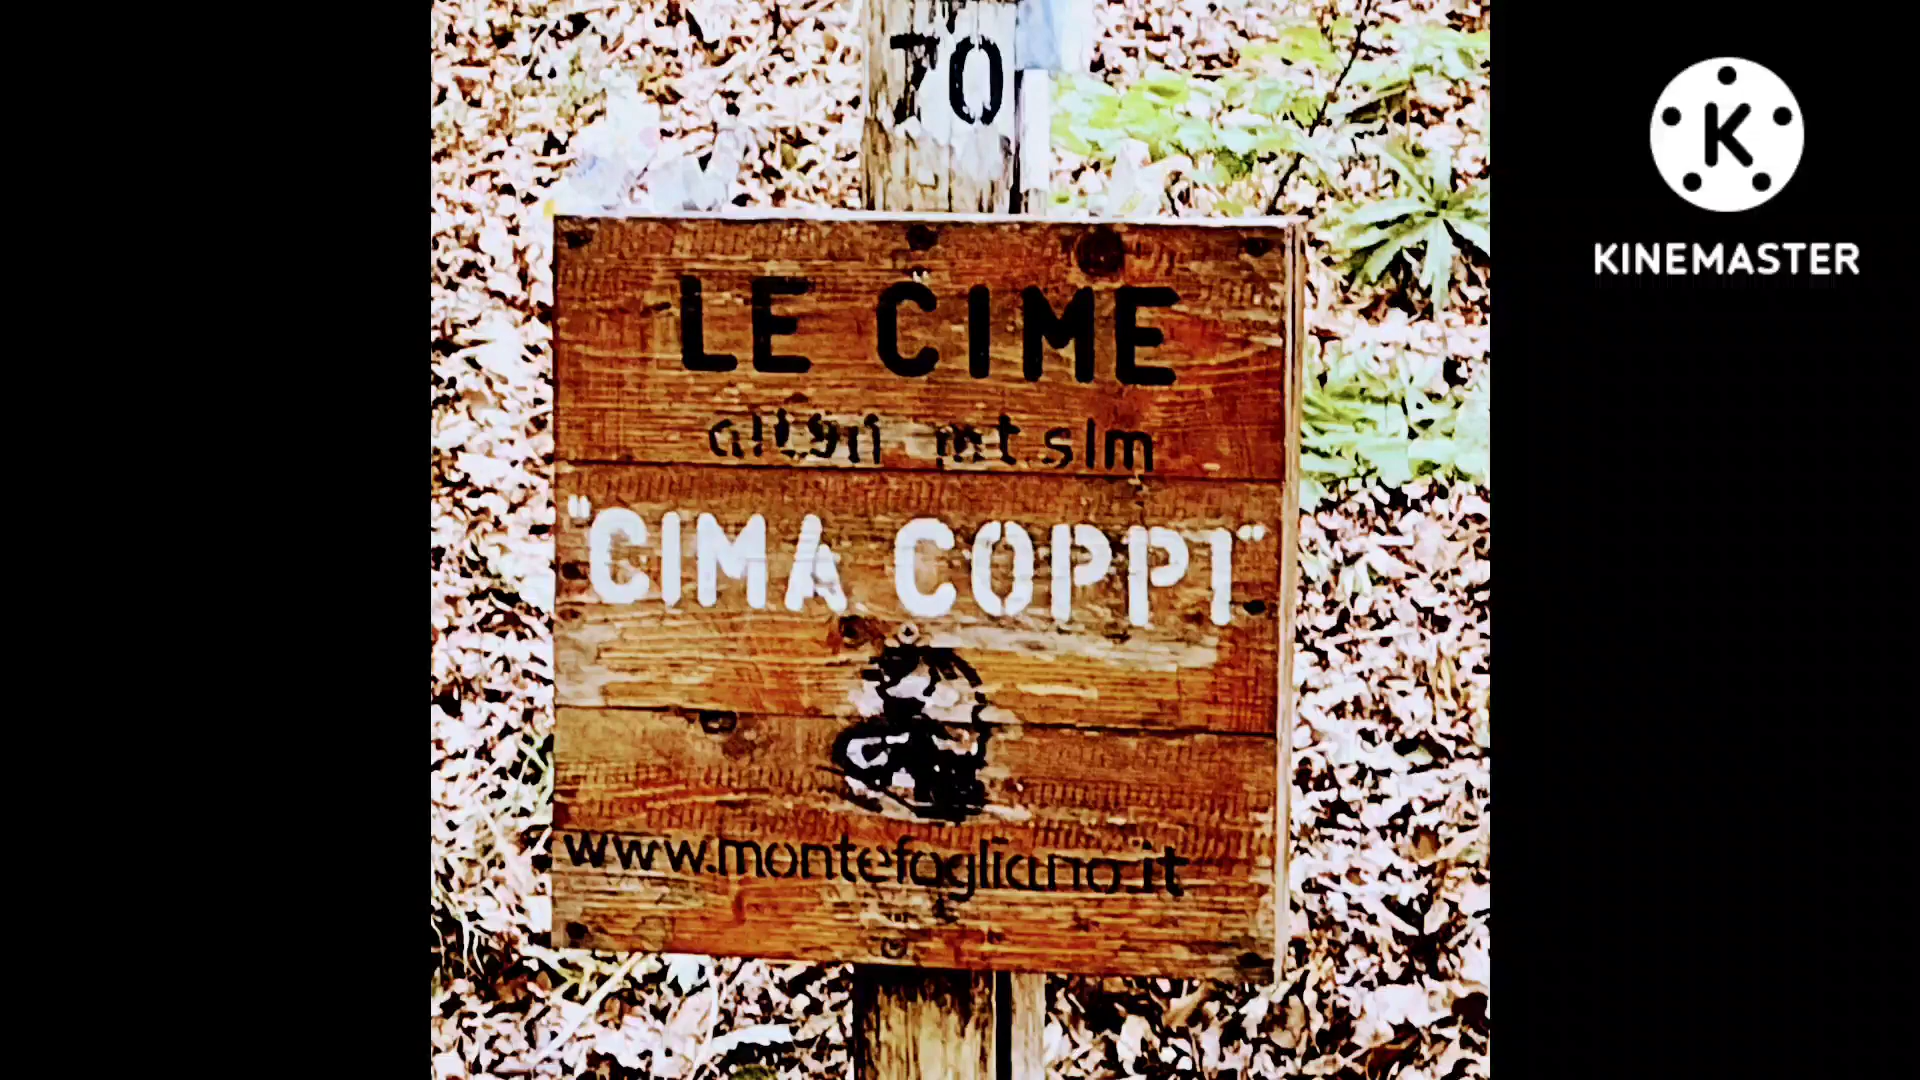 70
LE CIME
mt.slm
"CIMA COPPI"
www.montefogliano.it
K
KINEMASTER